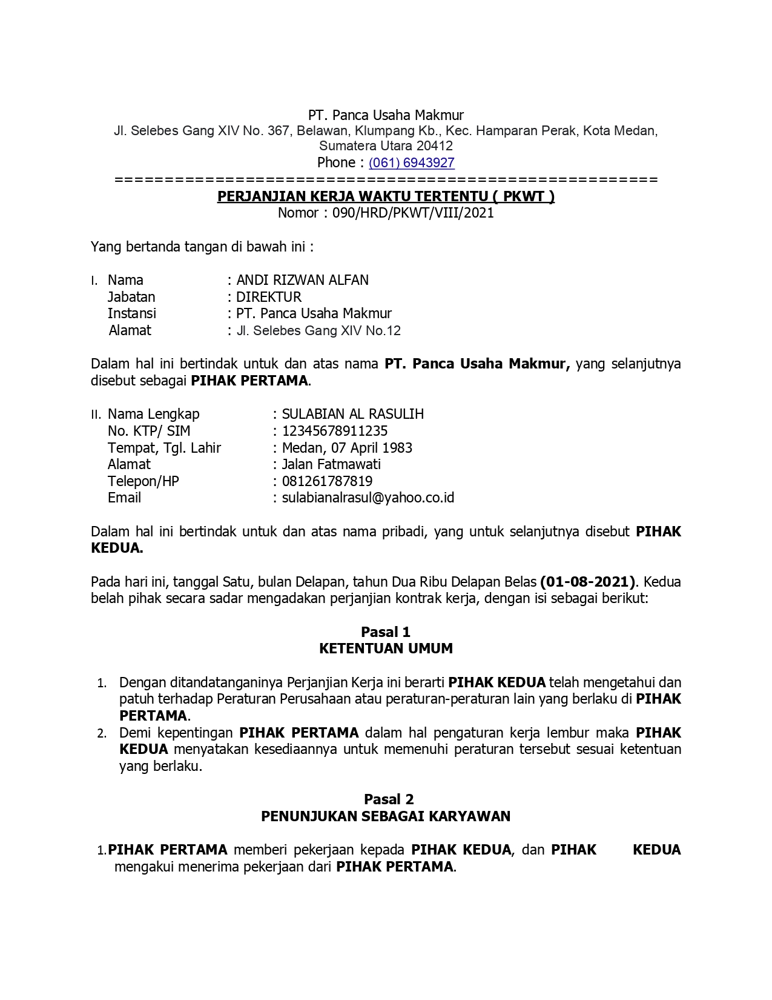 PT. Panca Usaha Makmur
Jl. Selebes Gang XIV No. 367, Belawan, Klumpang Kb., Kec. Hamparan Perak, Kota Medan,
Sumatera Utara 20412
Phone : (061) 6943927
======================================================
PERJANJIAN KERJA WAKTU TERTENTU ( PKWT )
Nomor : 090/HRD/PKWT/VIII/2021
Yang bertanda tangan di bawah ini :
I. Nama : ANDI RIZWAN ALFAN
Jabatan : DIREKTUR
Instansi : PT. Panca Usaha Makmur
Alamat : Jl. Selebes Gang XIV No.12
Dalam hal ini bertindak untuk dan atas nama PT. Panca Usaha Makmur, yang selanjutnya
disebut sebagai PIHAK PERTAMA.
II. Nama Lengkap : SULABIAN AL RASULIH
No. KTP/ SIM : 12345678911235
Tempat, Tgl. Lahir : Medan, 07 April 1983
Alamat : Jalan Fatmawati
Telepon/HP : 081261787819
Email : sulabianalrasul@yahoo.co.id
Dalam hal ini bertindak untuk dan atas nama pribadi, yang untuk selanjutnya disebut PIHAK
KEDUA.
Pada hari ini, tanggal Satu, bulan Delapan, tahun Dua Ribu Delapan Belas (01-08-2021). Kedua
belah pihak secara sadar mengadakan perjanjian kontrak kerja, dengan isi sebagai berikut:
Pasal 1
KETENTUAN UMUM
1. Dengan ditandatanganinya Perjanjian Kerja ini berarti PIHAK KEDUA telah mengetahui dan
patuh terhadap Peraturan Perusahaan atau peraturan-peraturan lain yang berlaku di PIHAK
PERTAMA.
2. Demi kepentingan PIHAK PERTAMA dalam hal pengaturan kerja lembur maka PIHAK
KEDUA menyatakan kesediaannya untuk memenuhi peraturan tersebut sesuai ketentuan
yang berlaku.
Pasal 2
PENUNJUKAN SEBAGAI KARYAWAN
1.PIHAK PERTAMA memberi pekerjaan kepada PIHAK KEDUA, dan PIHAK KEDUA
mengakui menerima pekerjaan dari PIHAK PERTAMA.